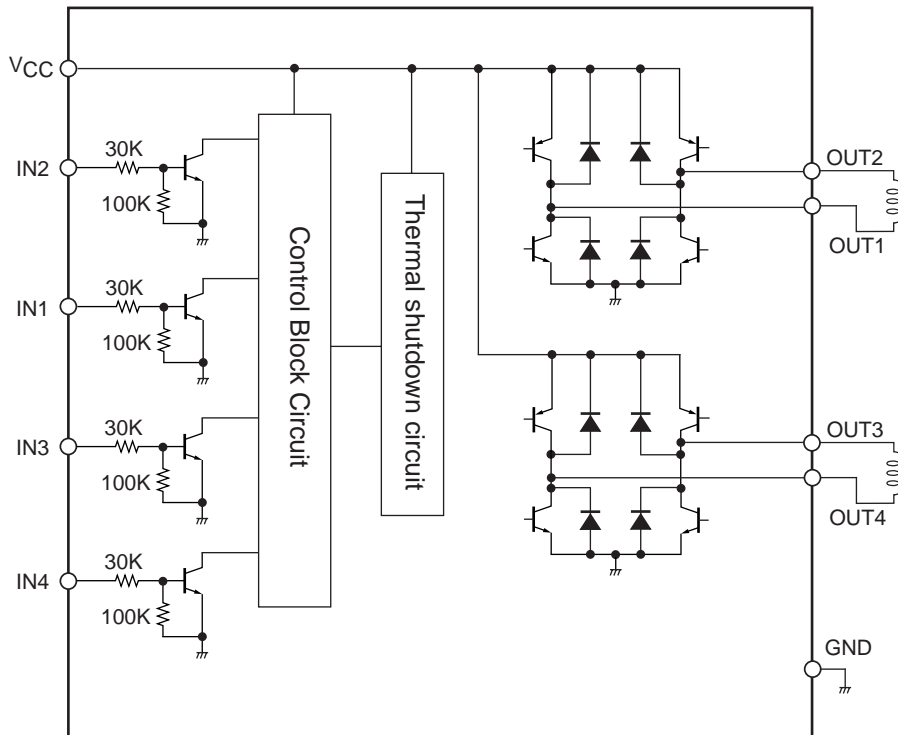 VCC
30K
IN2
100K
OUT2
OUT1
30K
IN1
100K
Control Block Circuit
Thermal shutdown circuit
30K
IN3
100K
OUT3
OUT4
30K
IN4
100K
GND